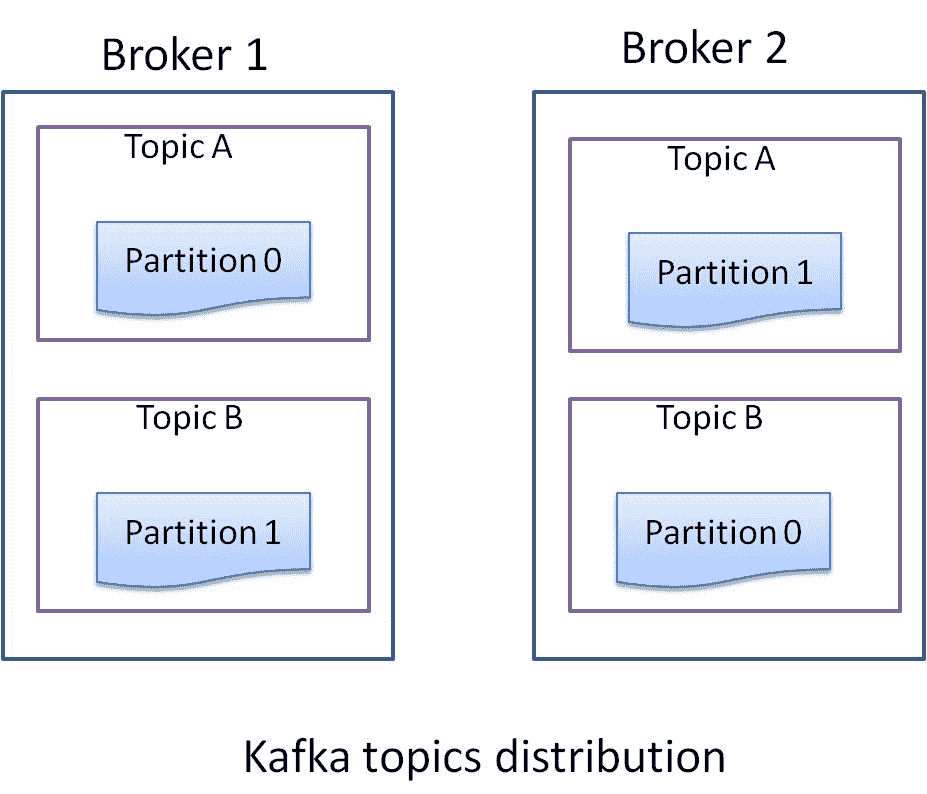 Broker 1
Topic A
Partition 0
Topic B
Partition 1
Broker 2
Topic A
Partition 1
Topic B
Partition 0
Kafka topics distribution